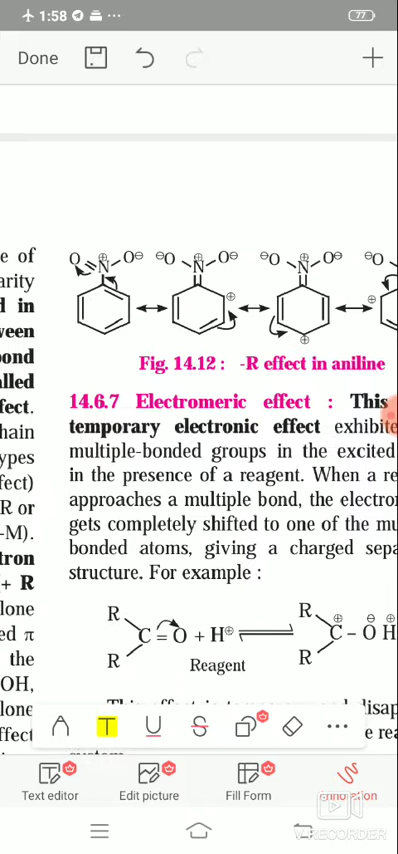 1:58
77
Done
e of
arity
d in
ween
bond
alled
fect.
hain
ypes
fect)
R or
-M).
tron
+ R
lone
ed π
the
OH,
lone
ffect
O N⊕ O⊖ ⊖O N⊕ O⊖ ⊖O N⊕ O⊖ ⊖O
⊕ ⊕ ⊕
Fig. 14.12 : -R effect in aniline
14.6.7 Electromeric effect : This
temporary electronic effect exhibite
multiple-bonded groups in the excited
in the presence of a reagent. When a re
approaches a multiple bond, the electro
gets completely shifted to one of the mu
bonded atoms, giving a charged sepa
structure. For example :
R R ⊕ ⊖ ⊕
C = O + H⊕ C - O H
R Reagent R
disap
e rea
T U S
Text editor Edit picture Fill Form Annotation
V RECORDER